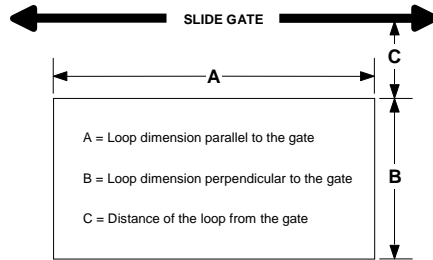 SLIDE GATE
C
A
A = Loop dimension parallel to the gate
B = Loop dimension perpendicular to the gate
B
C = Distance of the loop from the gate